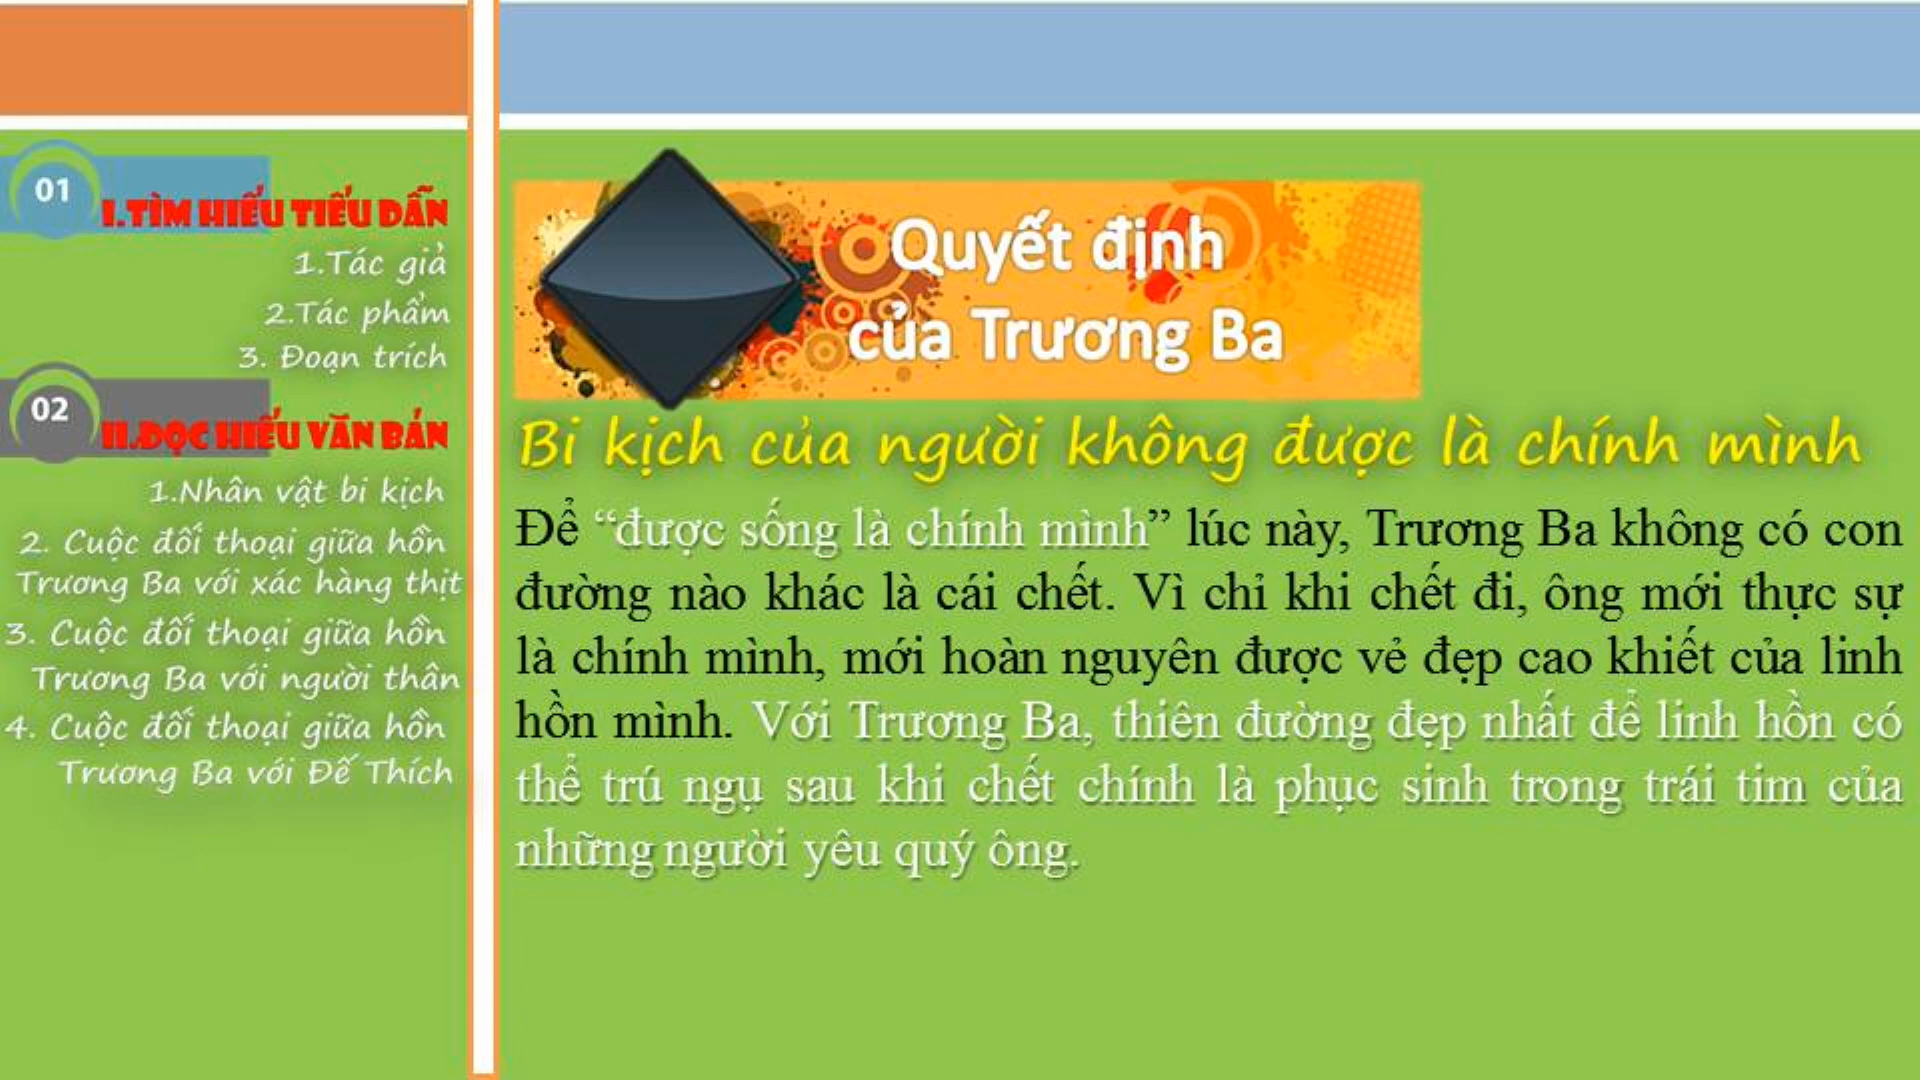 01
I.TÌM HIỂU TIỂU DẪN
1.Tác giả
2.Tác phẩm
3. Đoạn trích
02
II.ĐỌC HIỂU VĂN BẢN
1.Nhân vật bi kịch
2. Cuộc đối thoại giữa hồn
Trương Ba với xác hàng thịt
3. Cuộc đối thoại giữa hồn
Trương Ba với người thân
4. Cuộc đối thoại giữa hồn
Trương Ba với Đế Thích
Quyết định
của Trương Ba
Bi kịch của người không được là chính mình
Để “được sống là chính mình” lúc này, Trương Ba không có con
đường nào khác là cái chết. Vì chỉ khi chết đi, ông mới thực sự
là chính mình, mới hoàn nguyên được vẻ đẹp cao khiết của linh
hồn mình. Với Trương Ba, thiên đường đẹp nhất để linh hồn có
thể trú ngụ sau khi chết chính là phục sinh trong trái tim của
những người yêu quý ông.